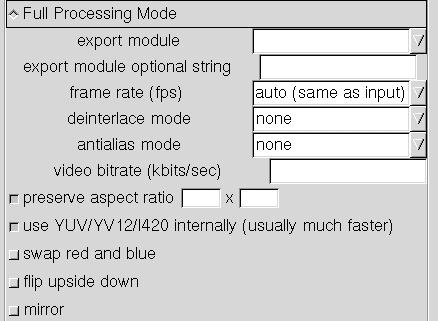 Full Processing Mode
export module
export module optional string
frame rate (fps) auto (same as input)
deinterlace mode none
antialias mode none
video bitrate (kbits/sec)
preserve aspect ratio x
use YUV/YV12/I420 internally (usually much faster)
swap red and blue
flip upside down
mirror